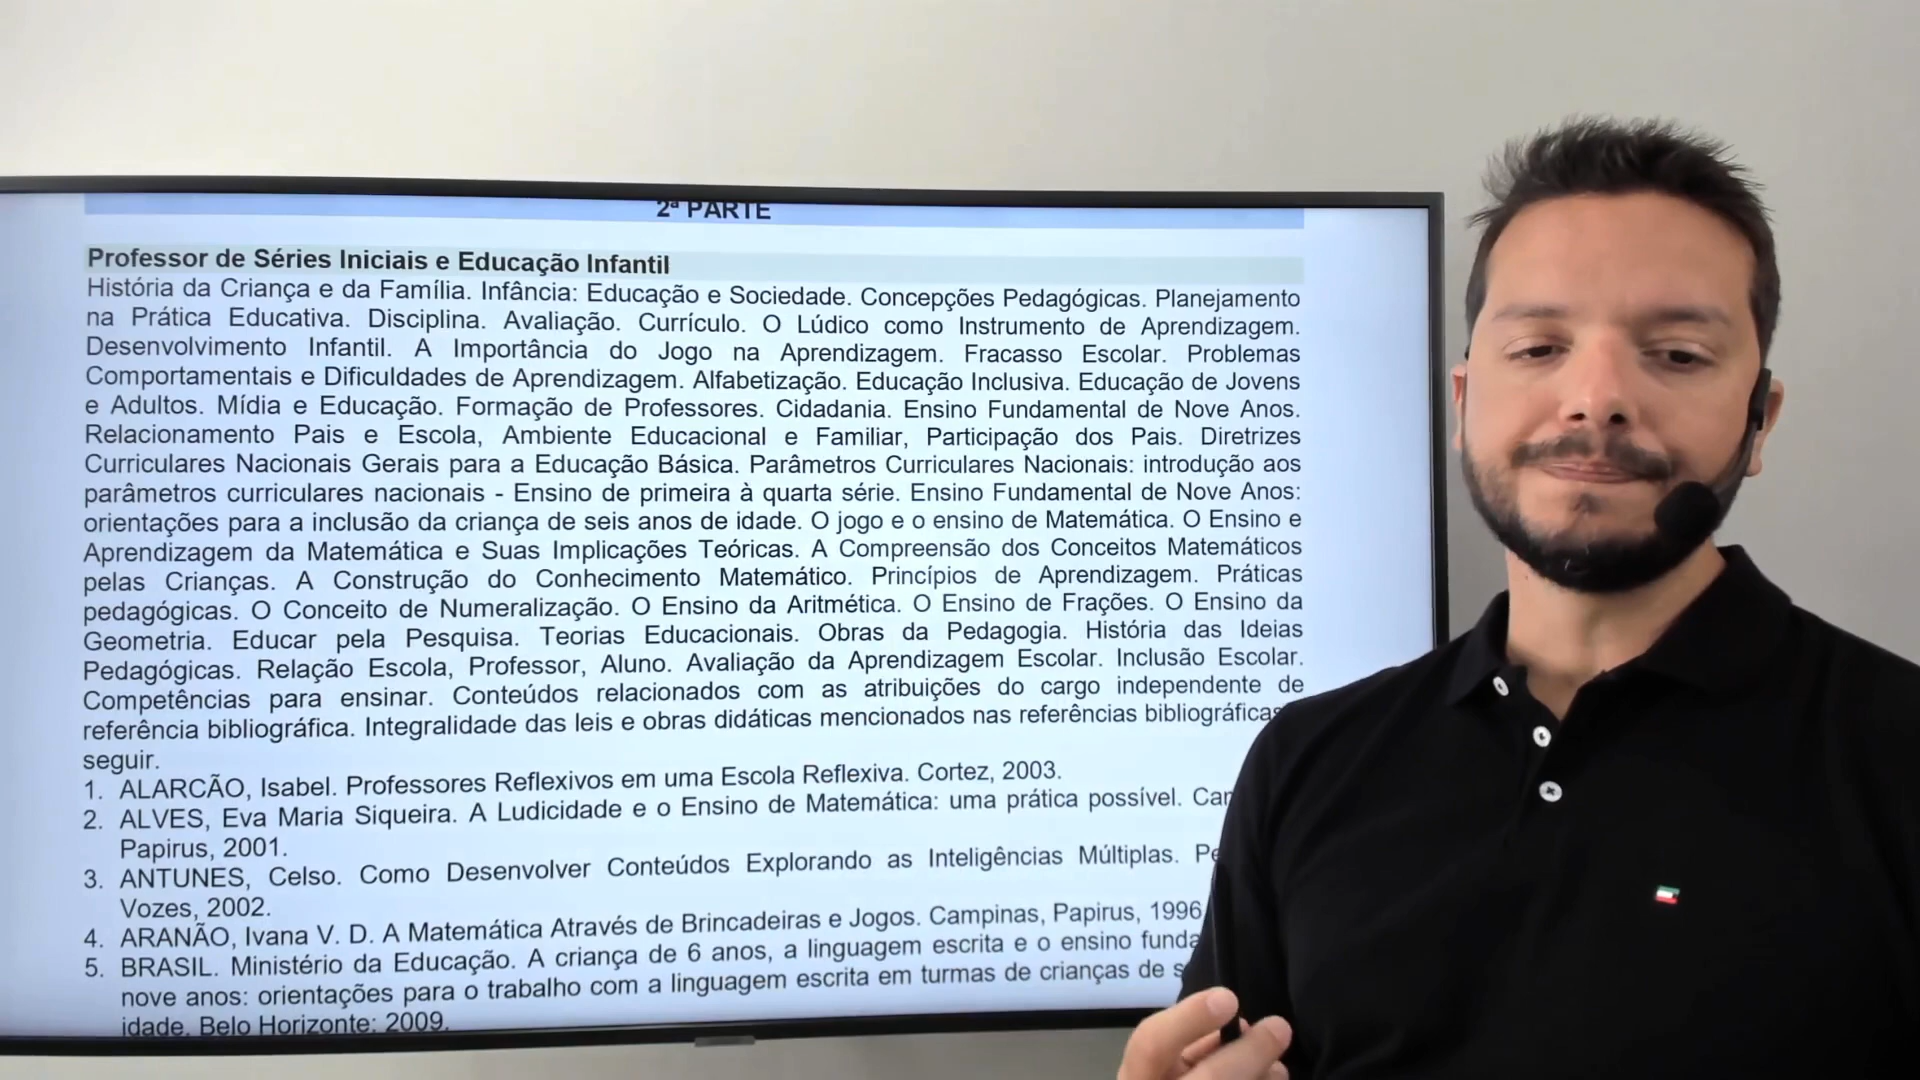 2ª PARTE
Professor de Séries Iniciais e Educação Infantil
História da Criança e da Família. Infância: Educação e Sociedade. Concepções Pedagógicas. Planejamento
na Prática Educativa. Disciplina. Avaliação. Currículo. O Lúdico como Instrumento de Aprendizagem.
Desenvolvimento Infantil. A Importância do Jogo na Aprendizagem. Fracasso Escolar. Problemas
Comportamentais e Dificuldades de Aprendizagem. Alfabetização. Educação Inclusiva. Educação de Jovens
e Adultos. Mídia e Educação. Formação de Professores. Cidadania. Ensino Fundamental de Nove Anos.
Relacionamento Pais e Escola, Ambiente Educacional e Familiar, Participação dos Pais. Diretrizes
Curriculares Nacionais Gerais para a Educação Básica. Parâmetros Curriculares Nacionais: introdução aos
parâmetros curriculares nacionais - Ensino de primeira à quarta série. Ensino Fundamental de Nove Anos:
orientações para a inclusão da criança de seis anos de idade. O jogo e o ensino de Matemática. O Ensino e
Aprendizagem da Matemática e Suas Implicações Teóricas. A Compreensão dos Conceitos Matemáticos
pelas Crianças. A Construção do Conhecimento Matemático. Princípios de Aprendizagem. Práticas
pedagógicas. O Conceito de Numeralização. O Ensino da Aritmética. O Ensino de Frações. O Ensino da
Geometria. Educar pela Pesquisa. Teorias Educacionais. Obras da Pedagogia. História das Ideias
Pedagógicas. Relação Escola, Professor, Aluno. Avaliação da Aprendizagem Escolar. Inclusão Escolar.
Competências para ensinar. Conteúdos relacionados com as atribuições do cargo independente de
referência bibliográfica. Integralidade das leis e obras didáticas mencionados nas referências bibliográficas
seguir.
1. ALARCÃO, Isabel. Professores Reflexivos em uma Escola Reflexiva. Cortez, 2003.
2. ALVES, Eva Maria Siqueira. A Ludicidade e o Ensino de Matemática: uma prática possível.
Papirus, 2001.
3. ANTUNES, Celso. Como Desenvolver Conteúdos Explorando as Inteligências Múltiplas.
Vozes, 2002.
4. ARANÃO, Ivana V. D. A Matemática Através de Brincadeiras e Jogos. Campinas, Papirus, 1996
5. BRASIL. Ministério da Educação. A criança de 6 anos, a linguagem escrita e o ensino
nove anos: orientações para o trabalho com a linguagem escrita em turmas de crianças de
idade. Belo Horizonte: 2009.